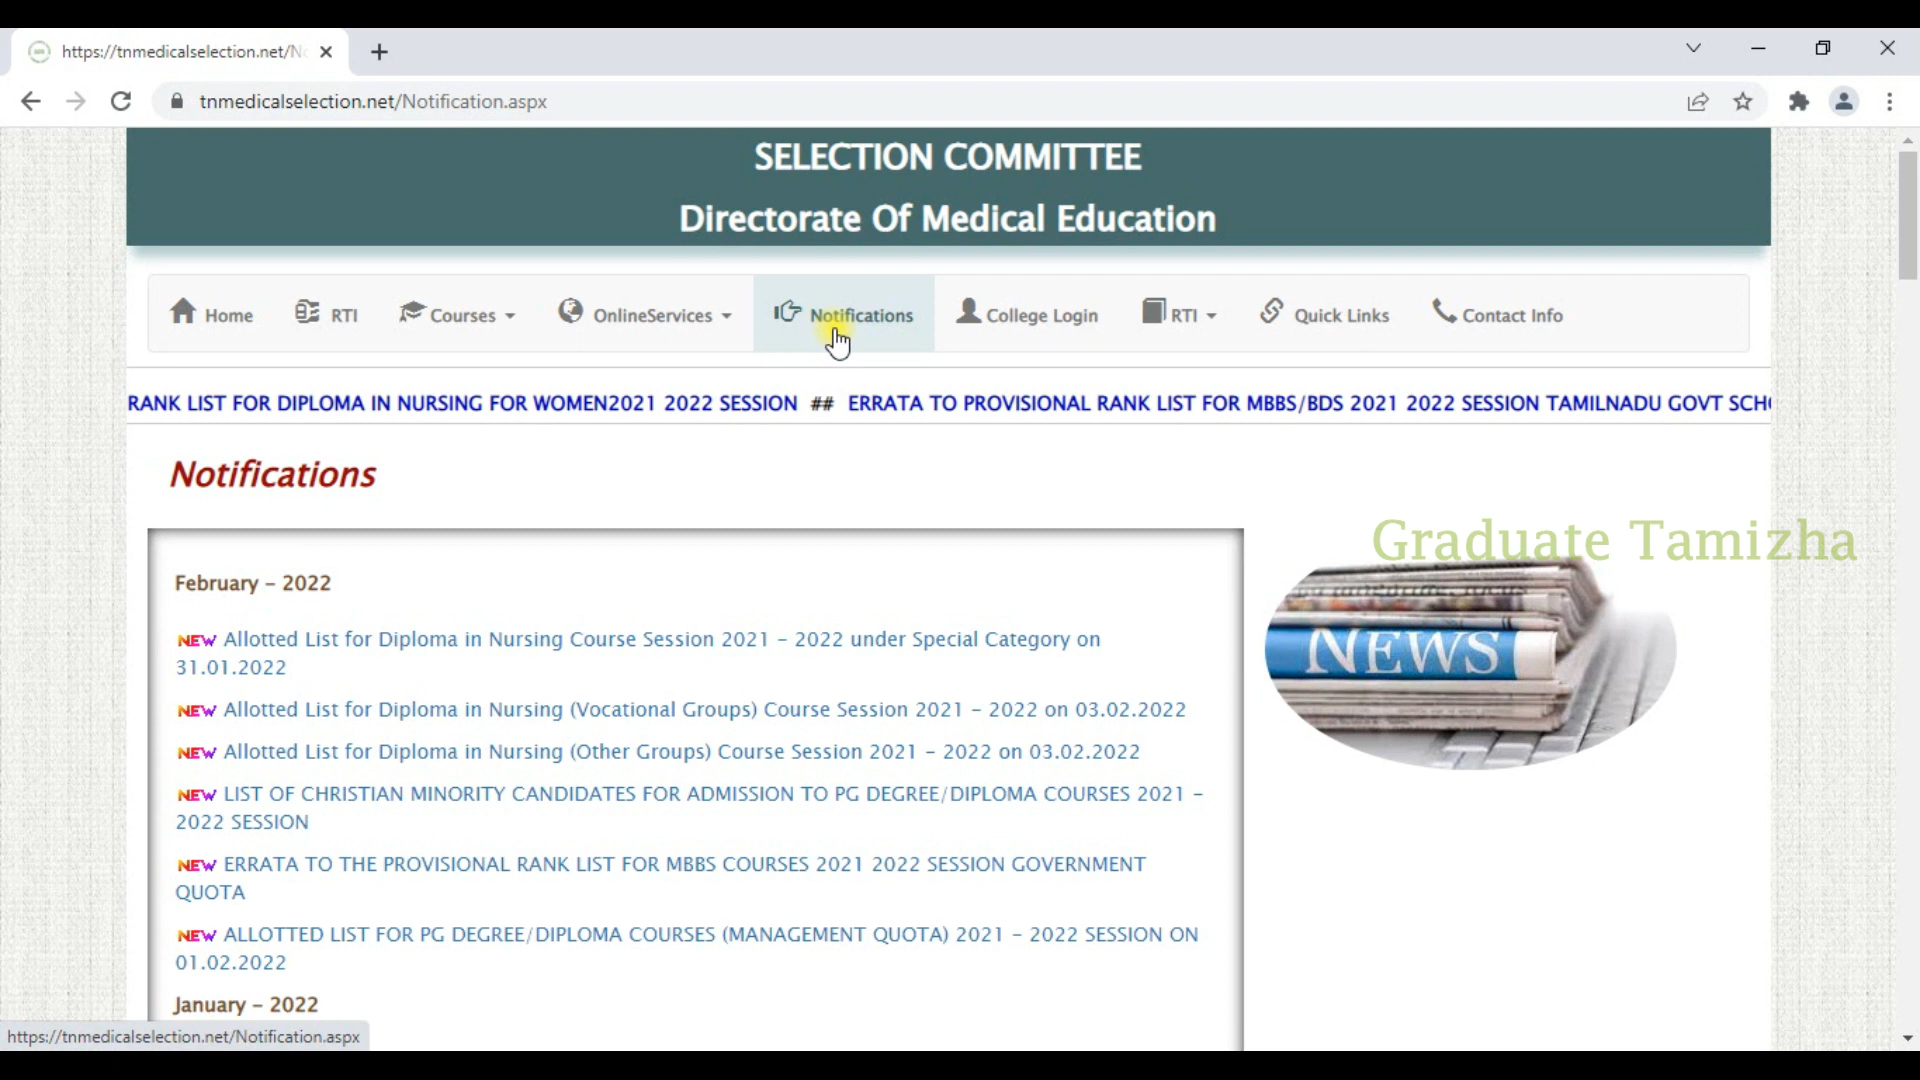 https://tnmedicalselection.net/No
tnmedicalselection.net/Notification.aspx
SELECTION COMMITTEE
Directorate Of Medical Education
Home RTI Courses OnlineServices Notifications College Login RTI Quick Links Contact Info
RANK LIST FOR DIPLOMA IN NURSING FOR WOMEN2021 2022 SESSION ## ERRATA TO PROVISIONAL RANK LIST FOR MBBS/BDS 2021 2022 SESSION TAMILNADU GOVT SCHO
Notifications
Graduate Tamizha
NEWS
February - 2022
NEW Allotted List for Diploma in Nursing Course Session 2021 - 2022 under Special Category on
31.01.2022
NEW Allotted List for Diploma in Nursing (Vocational Groups) Course Session 2021 - 2022 on 03.02.2022
NEW Allotted List for Diploma in Nursing (Other Groups) Course Session 2021 - 2022 on 03.02.2022
NEW LIST OF CHRISTIAN MINORITY CANDIDATES FOR ADMISSION TO PG DEGREE/DIPLOMA COURSES 2021 -
2022 SESSION
NEW ERRATA TO THE PROVISIONAL RANK LIST FOR MBBS COURSES 2021 2022 SESSION GOVERNMENT
QUOTA
NEW ALLOTTED LIST FOR PG DEGREE/DIPLOMA COURSES (MANAGEMENT QUOTA) 2021 - 2022 SESSION ON
01.02.2022
January - 2022
https://tnmedicalselection.net/Notification.aspx